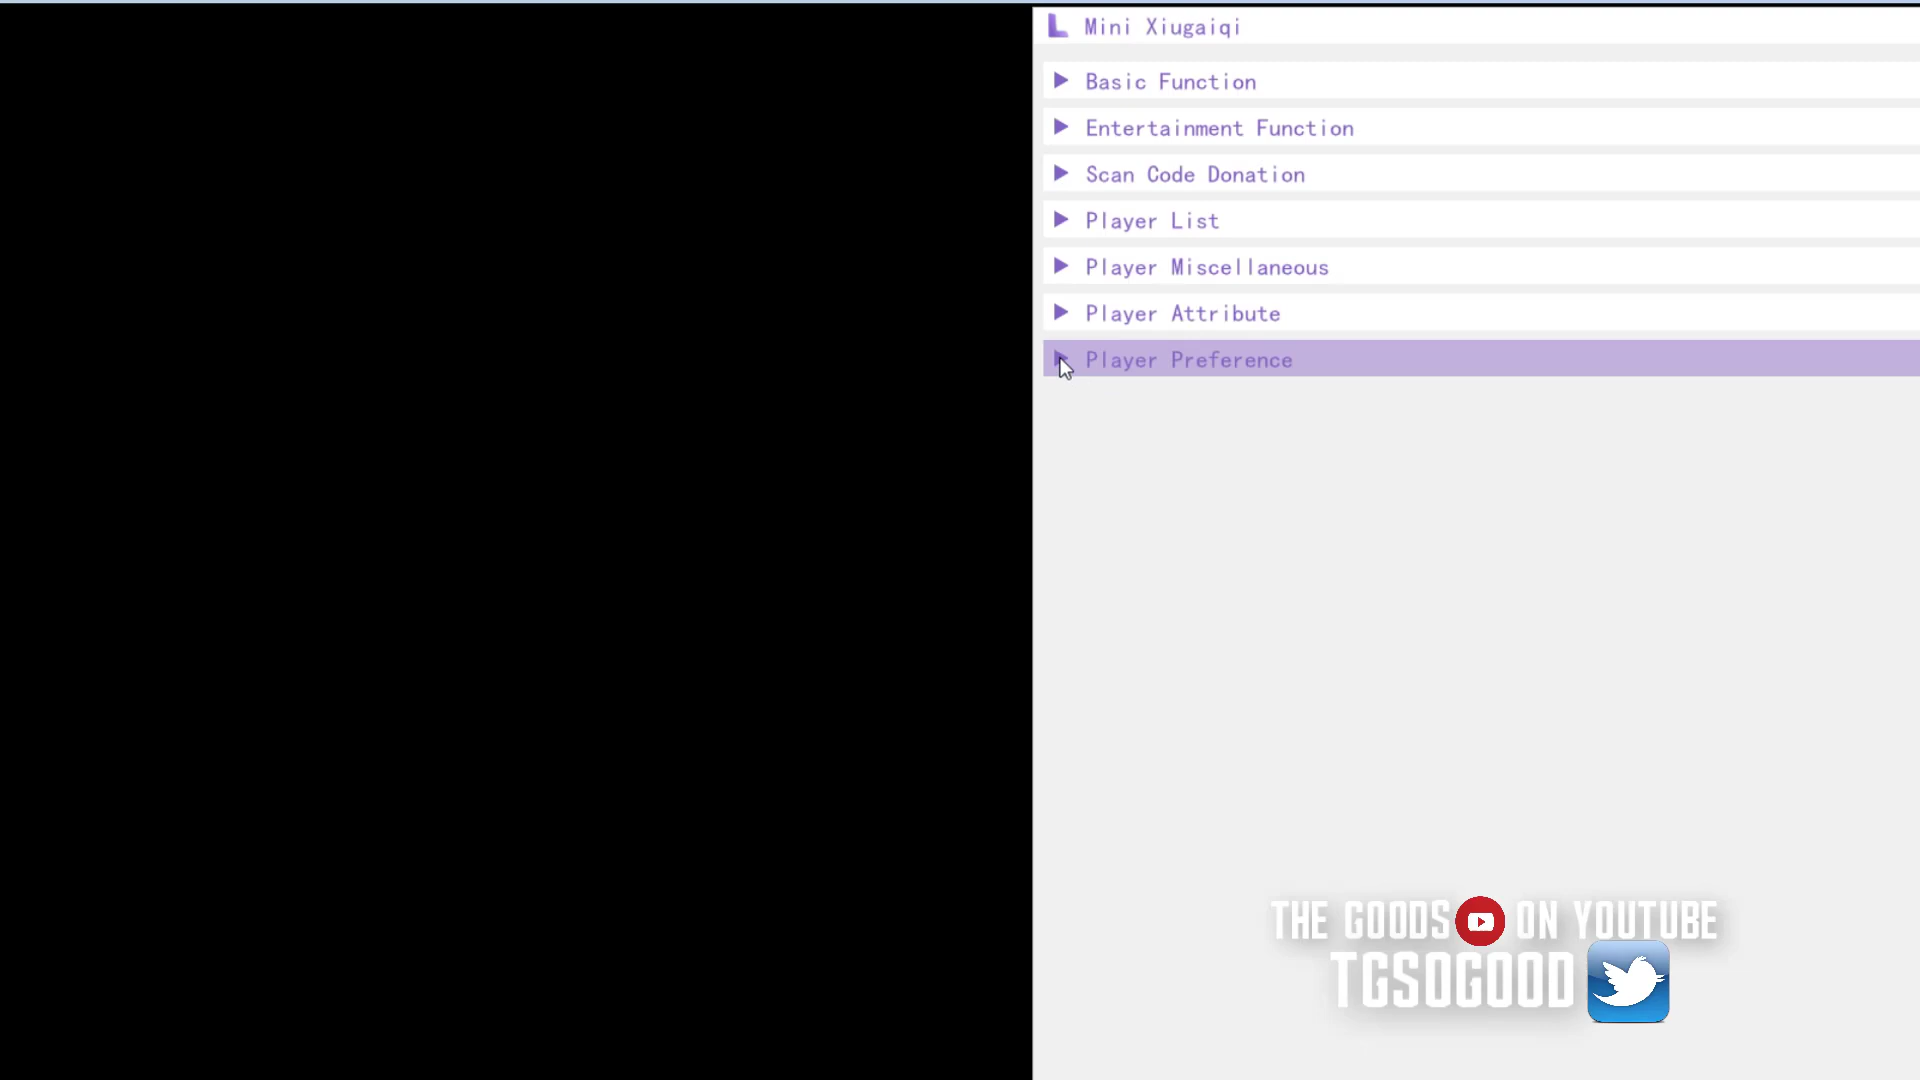 Mini Xiugaiqi
Basic Function
Entertainment Function
Scan Code Donation
Player List
Player Miscellaneous
Player Attribute
Player Preference
THE GOODS ON YOUTUBE
TGSOGOOD